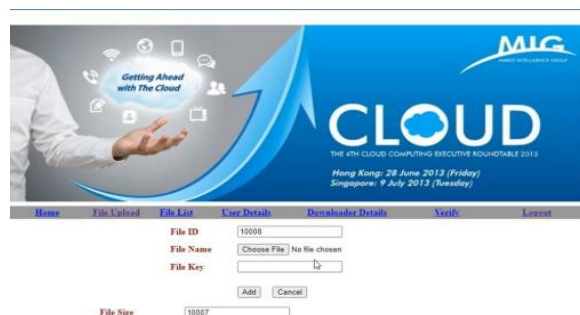 Getting Ahead
with The Cloud
MIG
MARKET INTELLIGENCE GROUP
CLOUD
THE 4TH CLOUD COMPUTING EXECUTIVE ROUNDTABLE 2013
Hong Kong: 28 June 2013 (Friday)
Singapore: 9 July 2013 (Tuesday)
Home File Upload File List User Details Downloader Details Verify Logout
File ID 10008
File Name Choose File No file chosen
File Key
Add Cancel
File Size 10007